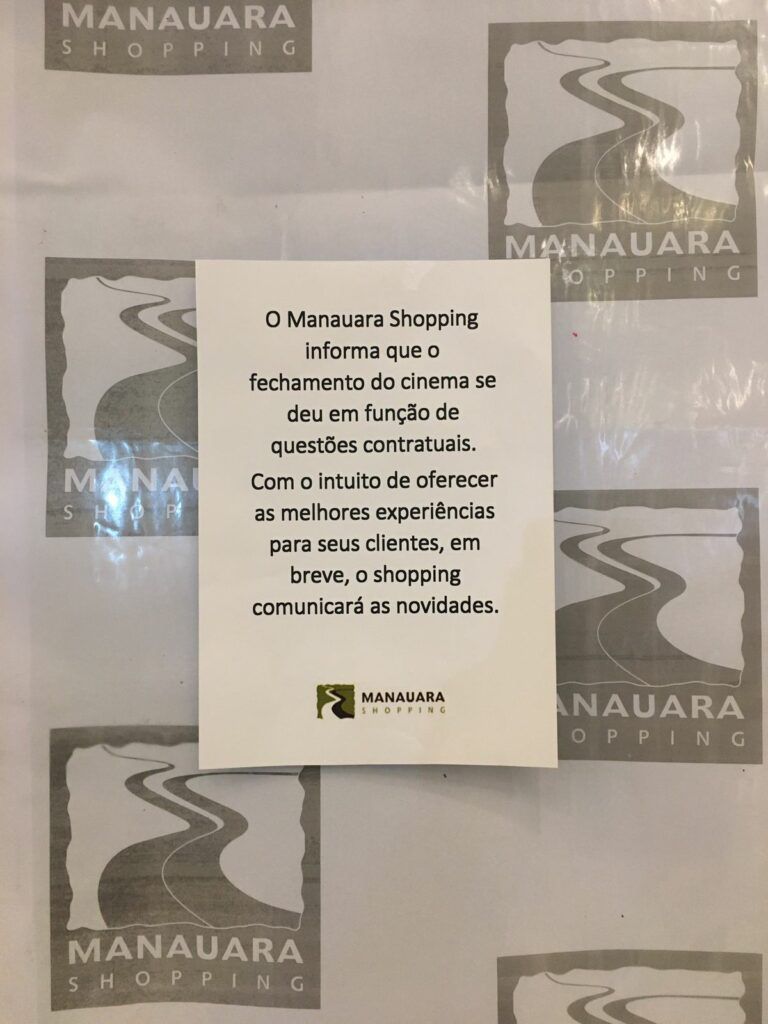 MANAUARA
SHOPPING
MANAUARA
SHOPPING
O Manauara Shopping
informa que o
fechamento do cinema se
deu em função de
questões contratuais.
Com o intuito de oferecer
as melhores experiências
para seus clientes, em
breve, o shopping
comunicará as novidades.
MANAUARA
SHOPPING
MANAUARA
SHOPPING
MANAUARA
SHOPPING